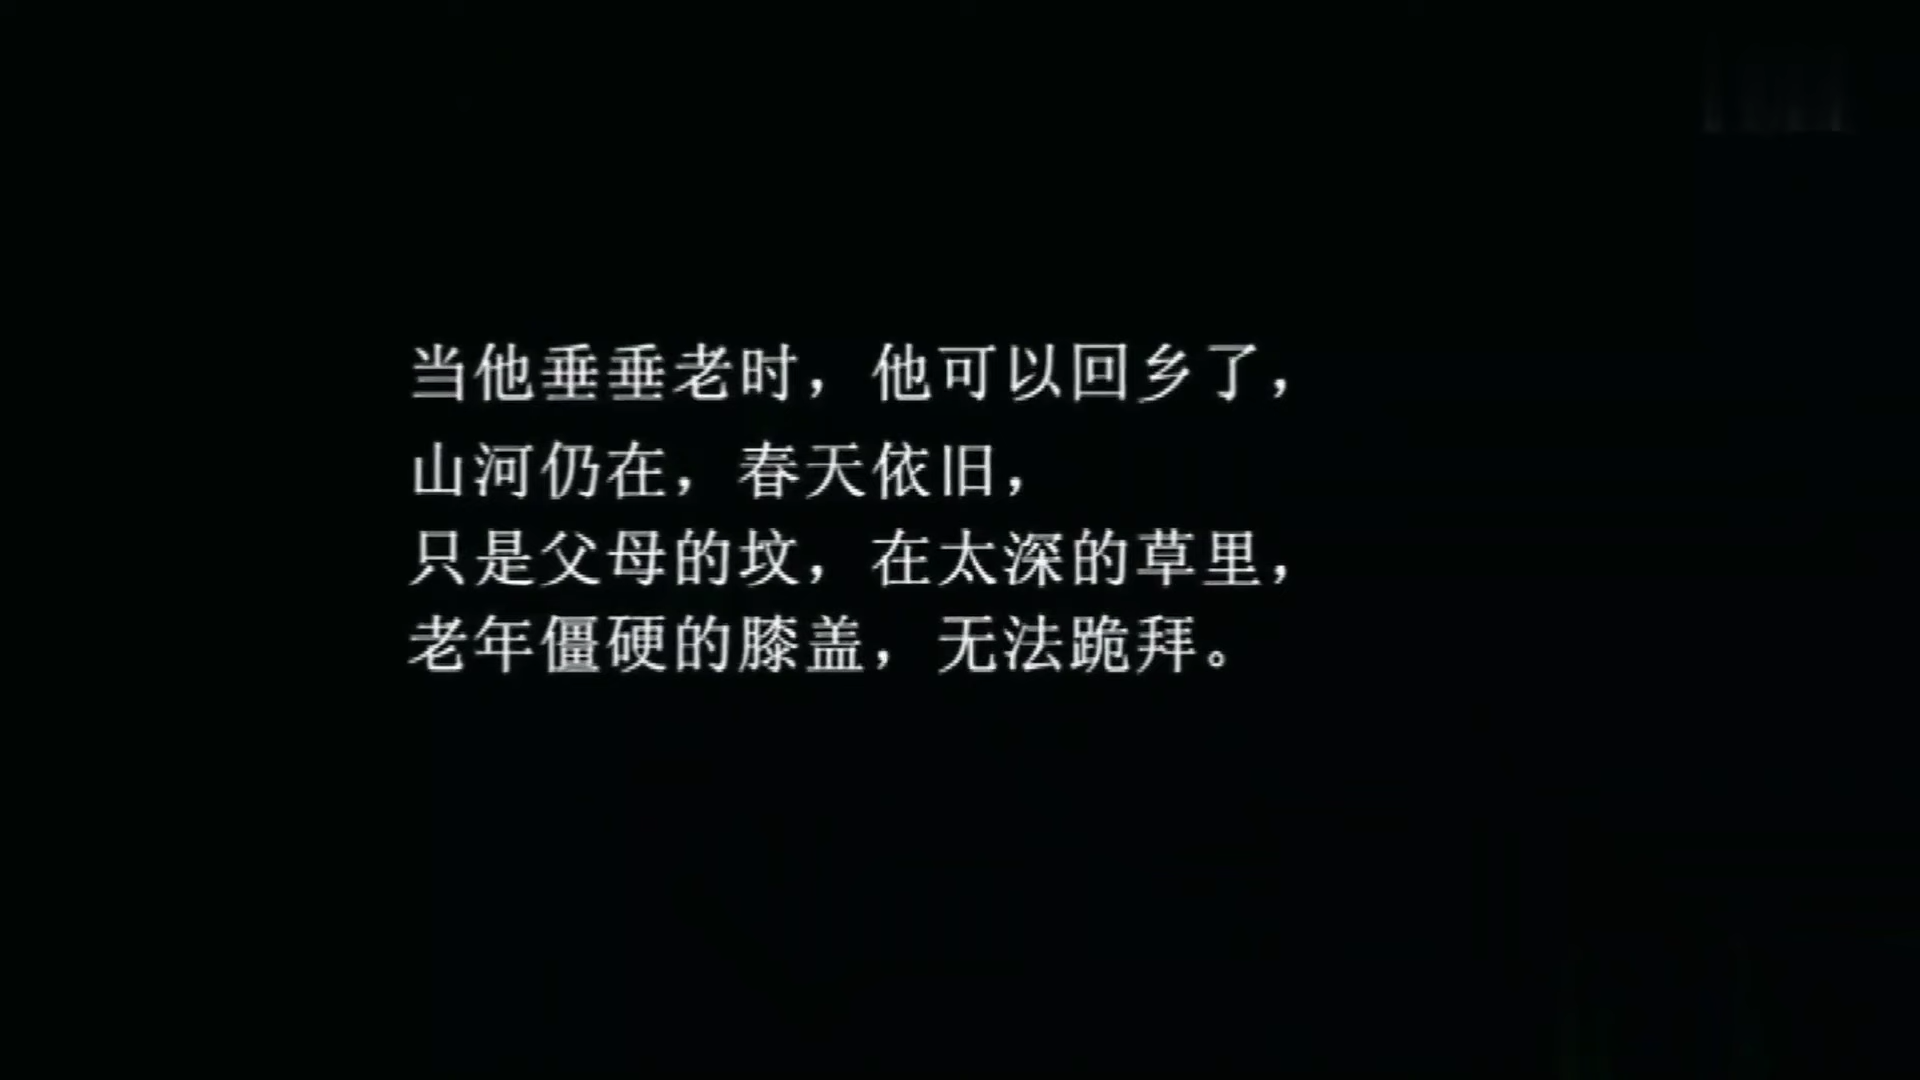 当他垂垂老时，他可以回乡了，
山河仍在，春天依旧，
只是父母的坟，在太深的草里，
老年僵硬的膝盖，无法跪拜。